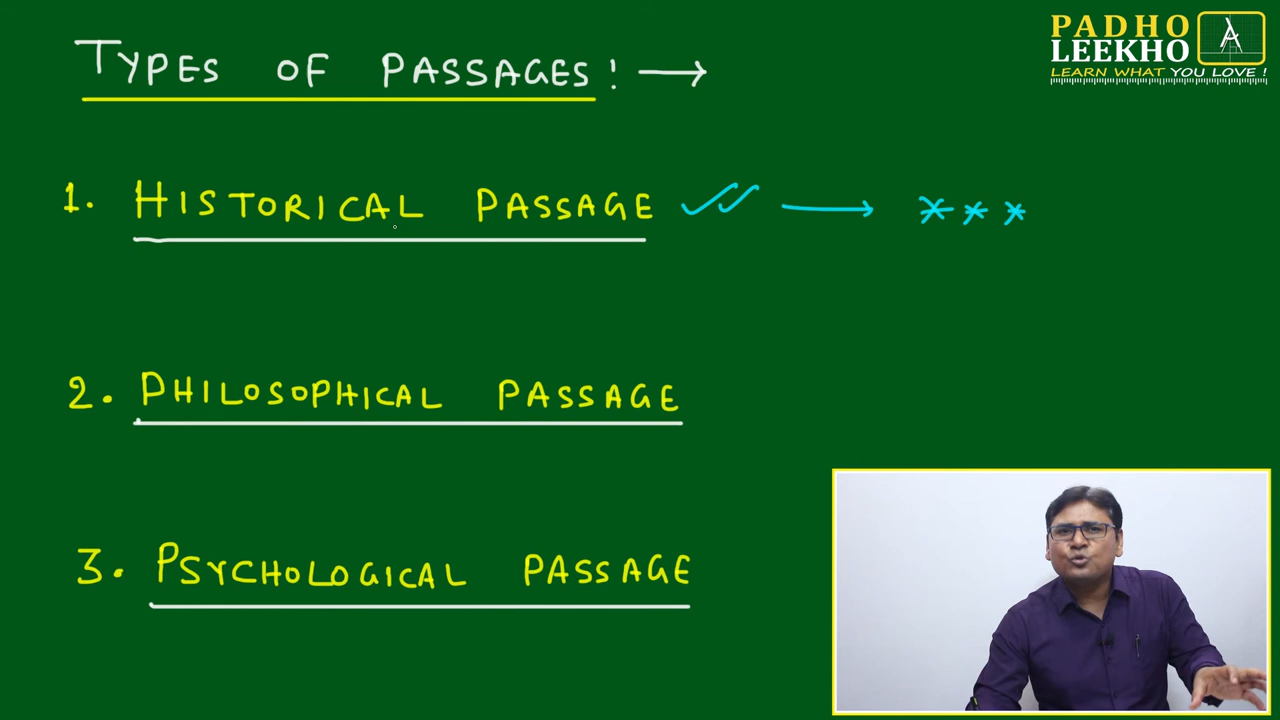 TYPES OF PASSAGES! →
PADHO
LEEKHO
LEARN WHAT YOU LOVE !
1. HISTORICAL PASSAGE ✓✓ → * * *
2. PHILOSOPHICAL PASSAGE
3. PSYCHOLOGICAL PASSAGE